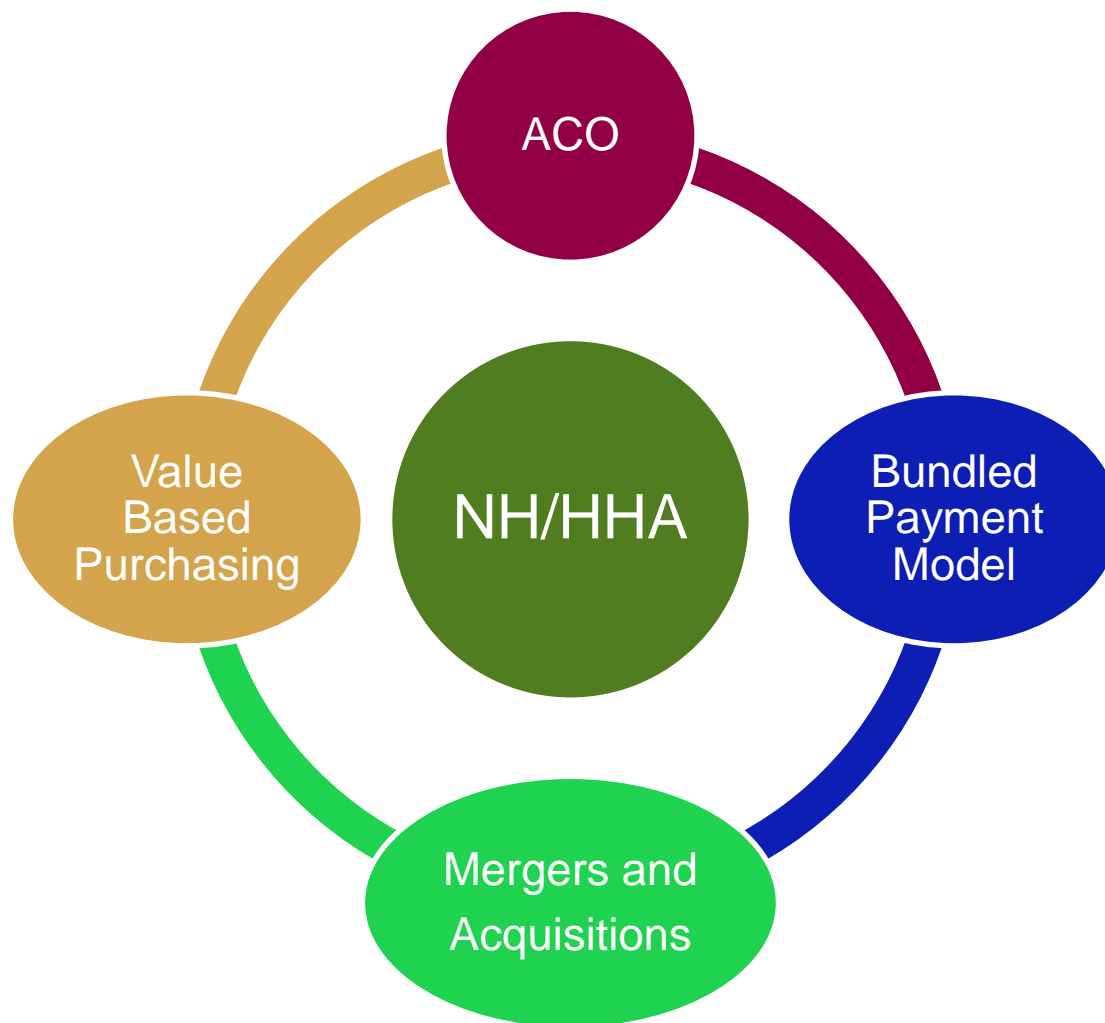 ACO
Value
Based
Purchasing
NH/HHA
Bundled
Payment
Model
Mergers and
Acquisitions